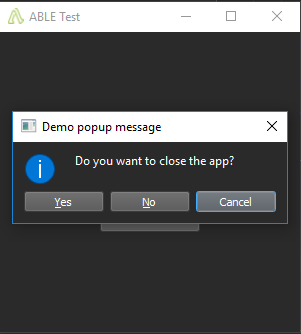 ABLE Test
Demo popup message
Do you want to close the app?
Yes No Cancel